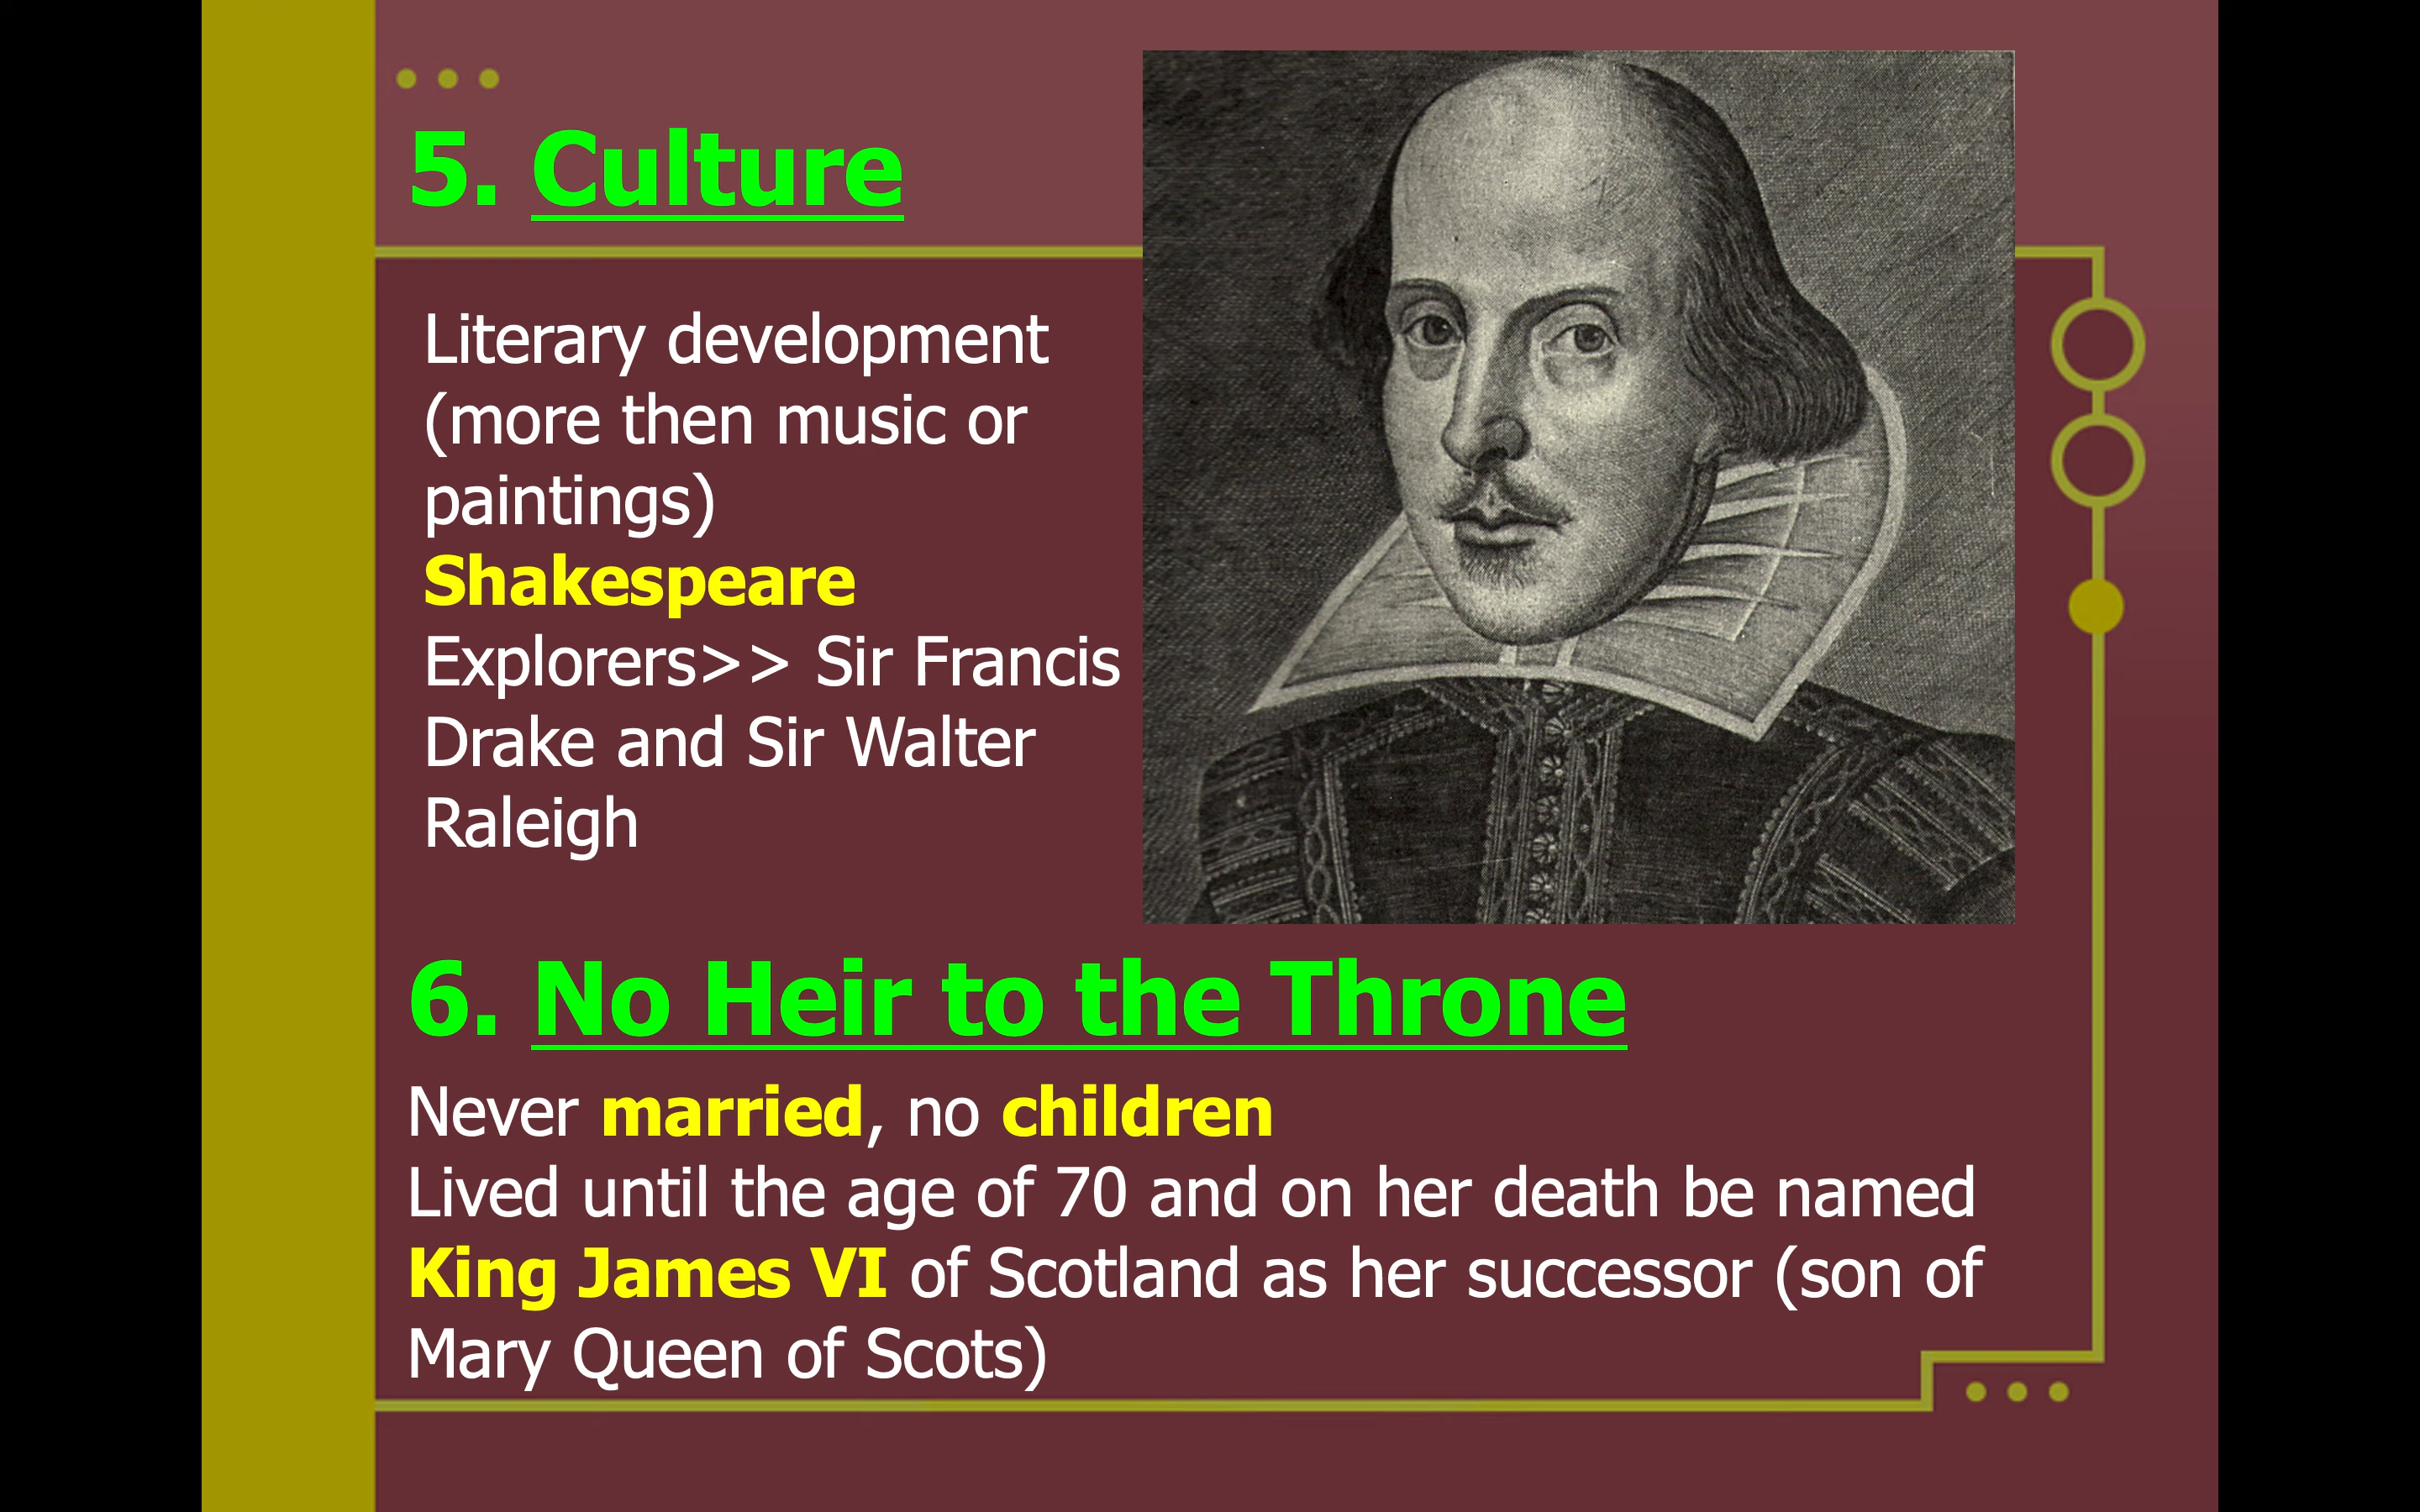 5. Culture
Literary development
(more then music or
paintings)
Shakespeare
Explorers>> Sir Francis
Drake and Sir Walter
Raleigh
6. No Heir to the Throne
Never married, no children
Lived until the age of 70 and on her death be named
King James VI of Scotland as her successor (son of
Mary Queen of Scots)